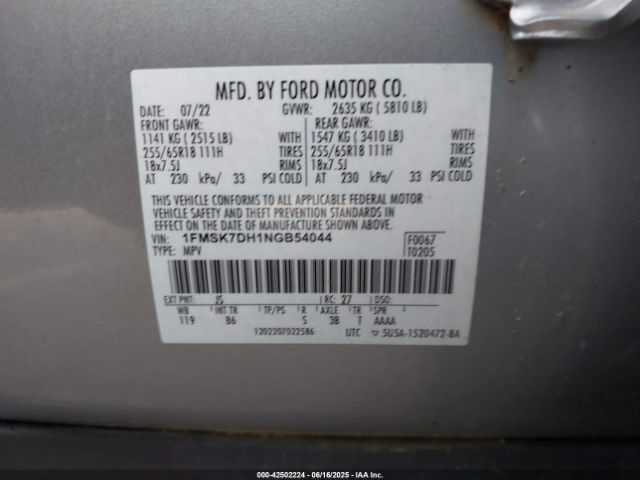 MFD. BY FORD MOTOR CO.
DATE: 07/22 GVWR: 2635 KG ( 5810 LB)
FRONT GAWR: REAR GAWR:
1141 KG ( 2515 LB) WITH 1547 KG ( 3410 LB) WITH
255/65R18 111H TIRES 255/65R18 111H TIRES
18x7.5J RIMS 18x7.5J RIMS
AT 230 kPa/ 33 PSI COLD AT 230 kPa/ 33 PSI COLD
THIS VEHICLE CONFORMS TO ALL APPLICABLE FEDERAL MOTOR
VEHICLE SAFETY AND THEFT PREVENTION STANDARDS IN
EFFECT ON THE DATE OF MANUFACTURE SHOWN ABOVE.
VIN: 1FMSK7DH1NGB54044 F0067
TYPE: MPV T0205
EXT PNT: JS RC: 27 DSO:
WB INT TR TP/PS R AXLE TR SPR
119 86 S 3B T AAAA
1202207022586 UTC 5U5A-1520472-BA
000-42502224 - 06/16/2025 - IAAI.com